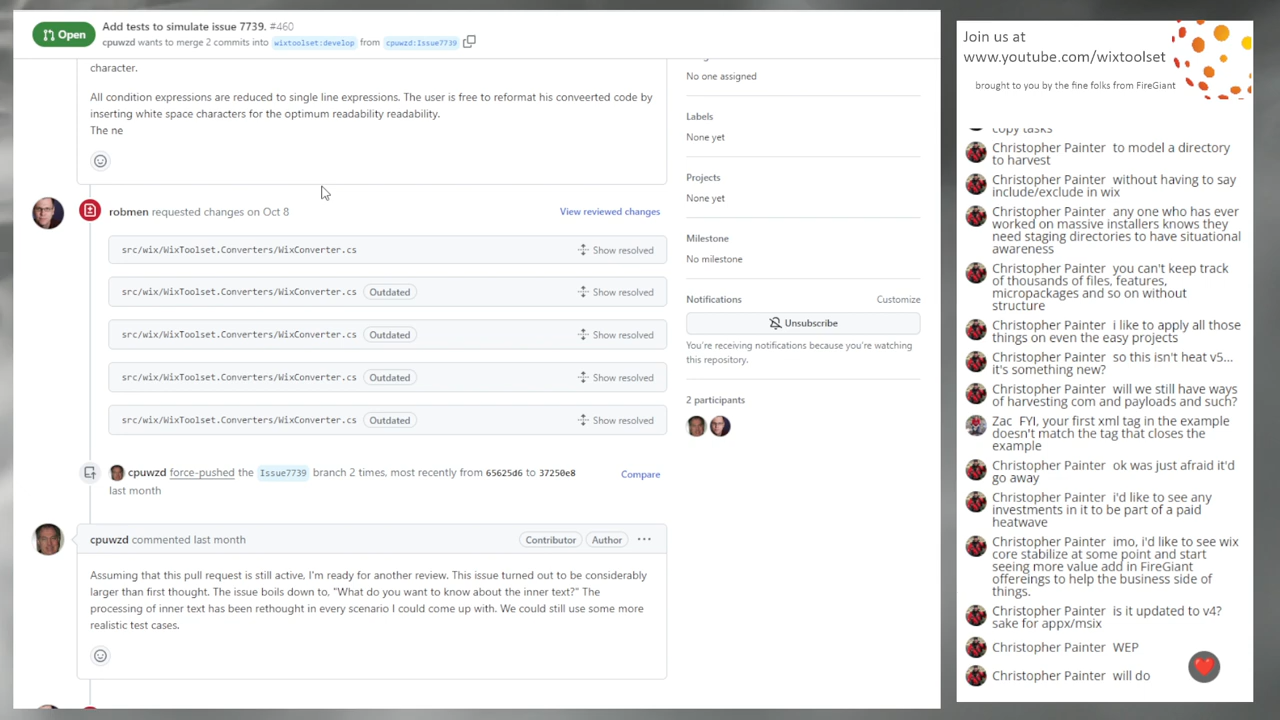 Open
Add tests to simulate issue 7739. #460
cpuwzd wants to merge 2 commits into wixtoolset:develop from cpuwzd:Issue7739
character.
All condition expressions are reduced to single line expressions. The user is free to reformat his conveerted code by
inserting white space characters for the optimum readability readability.
The ne
robmen requested changes on Oct 8
View reviewed changes
src/wix/WixToolset.Converters/WixConverter.cs
Show resolved
src/wix/WixToolset.Converters/WixConverter.cs Outdated
Show resolved
src/wix/WixToolset.Converters/WixConverter.cs Outdated
Show resolved
src/wix/WixToolset.Converters/WixConverter.cs Outdated
Show resolved
src/wix/WixToolset.Converters/WixConverter.cs Outdated
Show resolved
cpuwzd force-pushed the Issue7739 branch 2 times, most recently from 65625d6 to 37250e8
last month
Compare
cpuwzd commented last month
Contributor
Author
Assuming that this pull request is still active, I'm ready for another review. This issue turned out to be considerably
larger than first thought. The issue boils down to, "What do you want to know about the inner text?" The
processing of inner text has been rethought in every scenario I could come up with. We could still use some more
realistic test cases.
No one assigned
Labels
None yet
Projects
None yet
Milestone
No milestone
Notifications
Customize
Unsubscribe
You're receiving notifications because you're watching
this repository.
2 participants
Join us at
www.youtube.com/wixtoolset
brought to you by the fine folks from FireGiant
copy tasks
Christopher Painter to model a directory
to harvest
Christopher Painter without having to say
include/exclude in wix
Christopher Painter any one who has ever
worked on massive installers knows they
need staging directories to have situational
awareness
Christopher Painter you can't keep track
of thousands of files, features,
micropackages and so on without
structure
Christopher Painter i like to apply all those
things on even the easy projects
Christopher Painter so this isn't heat v5...
it's something new?
Christopher Painter will we still have ways
of harvesting com and payloads and such?
Zac FYI, your first xml tag in the example
doesn't match the tag that closes the
example
Christopher Painter ok was just afraid it'd
go away
Christopher Painter i'd like to see any
investments in it to be part of a paid
heatwave
Christopher Painter imo, i'd like to see wix
core stabilize at some point and start
seeing more value add in FireGiant
offereings to help the business side of
things.
Christopher Painter is it updated to v4?
sake for appx/msix
Christopher Painter WEP
Christopher Painter will do